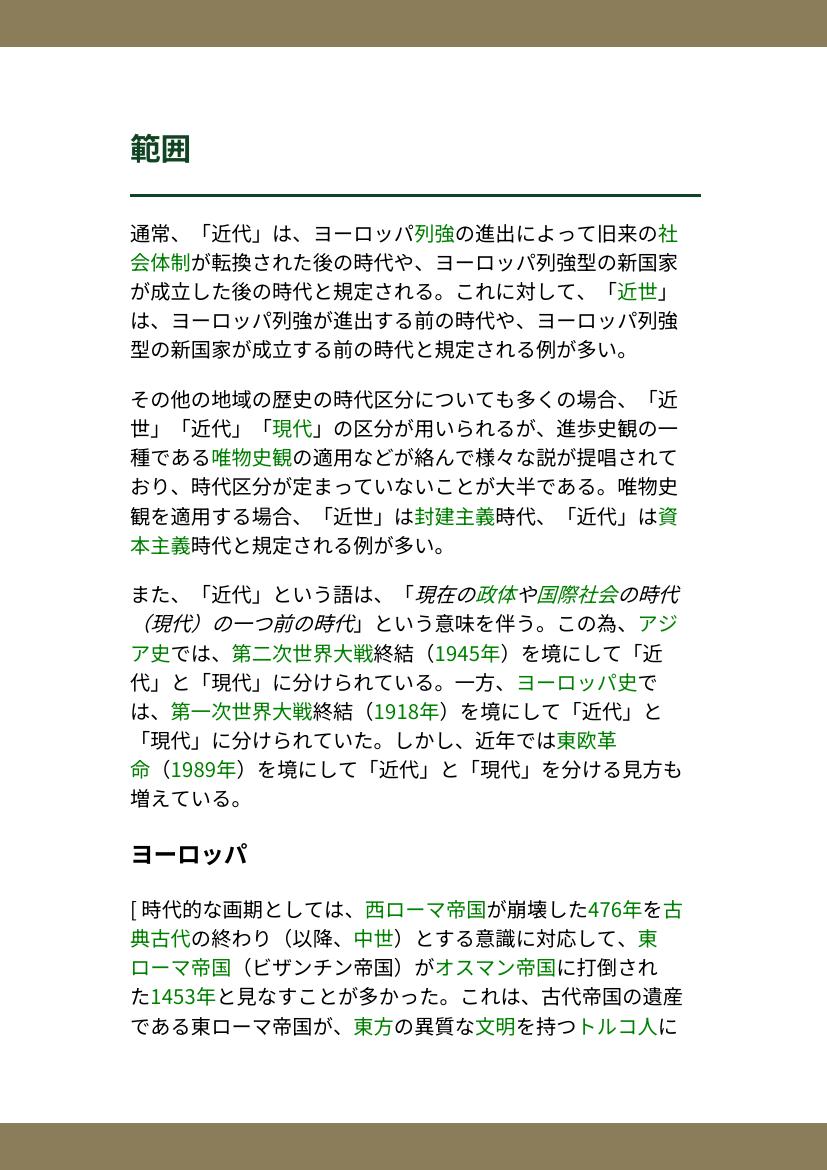 範囲
通常、「近代」は、ヨーロッパ列強の進出によって旧来の社
会体制が転換された後の時代や、ヨーロッパ列強型の新国家
が成立した後の時代と規定される。これに対して、「近世」
は、ヨーロッパ列強が進出する前の時代や、ヨーロッパ列強
型の新国家が成立する前の時代と規定される例が多い。
その他の地域の歴史の時代区分についても多くの場合、「近
世」「近代」「現代」の区分が用いられるが、進歩史観の一
種である唯物史観の適用などが絡んで様々な説が提唱されて
おり、時代区分が定まっていないことが大半である。唯物史
観を適用する場合、「近世」は封建主義時代、「近代」は資
本主義時代と規定される例が多い。
また、「近代」という語は、「現在の政体や国際社会の時代
（現代）の一つ前の時代」という意味を伴う。この為、アジ
ア史では、第二次世界大戦終結（1945年）を境にして「近
代」と「現代」に分けられている。一方、ヨーロッパ史で
は、第一次世界大戦終結（1918年）を境にして「近代」と
「現代」に分けられていた。しかし、近年では東欧革
命（1989年）を境にして「近代」と「現代」を分ける見方も
増えている。
ヨーロッパ
[ 時代的な画期としては、西ローマ帝国が崩壊した476年を古
典古代の終わり（以降、中世）とする意識に対応して、東
ローマ帝国（ビザンチン帝国）がオスマン帝国に打倒され
た1453年と見なすことが多かった。これは、古代帝国の遺産
である東ローマ帝国が、東方の異質な文明を持つトルコ人に